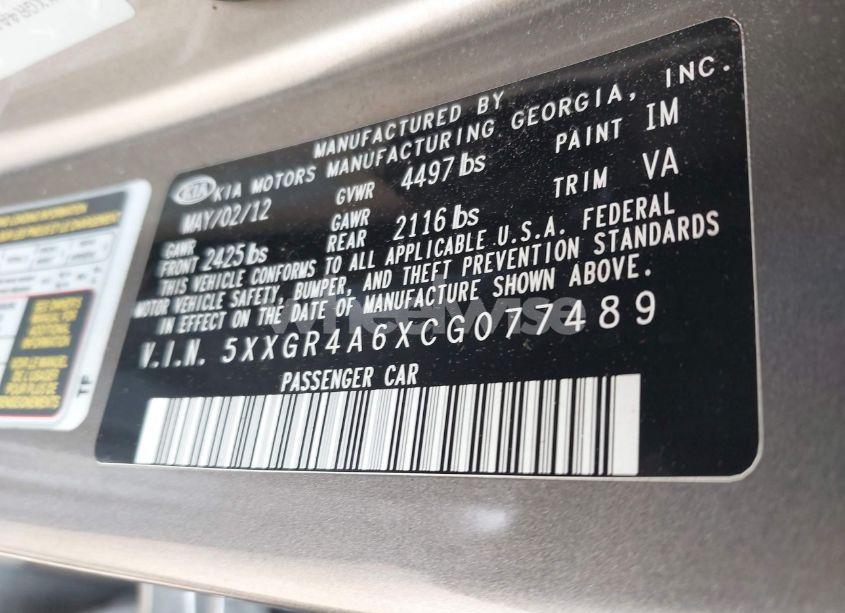 MANUFACTURED BY
KIA KIA MOTORS MANUFACTURING GEORGIA, INC.
MAY/02/12 GVWR 4497 lbs PAINT IM
GAWR FRONT 2425 lbs GAWR REAR 2116 lbs TRIM VA
THIS VEHICLE CONFORMS TO ALL APPLICABLE U.S.A. FEDERAL
MOTOR VEHICLE SAFETY, BUMPER, AND THEFT PREVENTION STANDARDS
IN EFFECT ON THE DATE OF MANUFACTURE SHOWN ABOVE.
wheelwise
V.I.N. 5XXGR4A6XCG077489
PASSENGER CAR